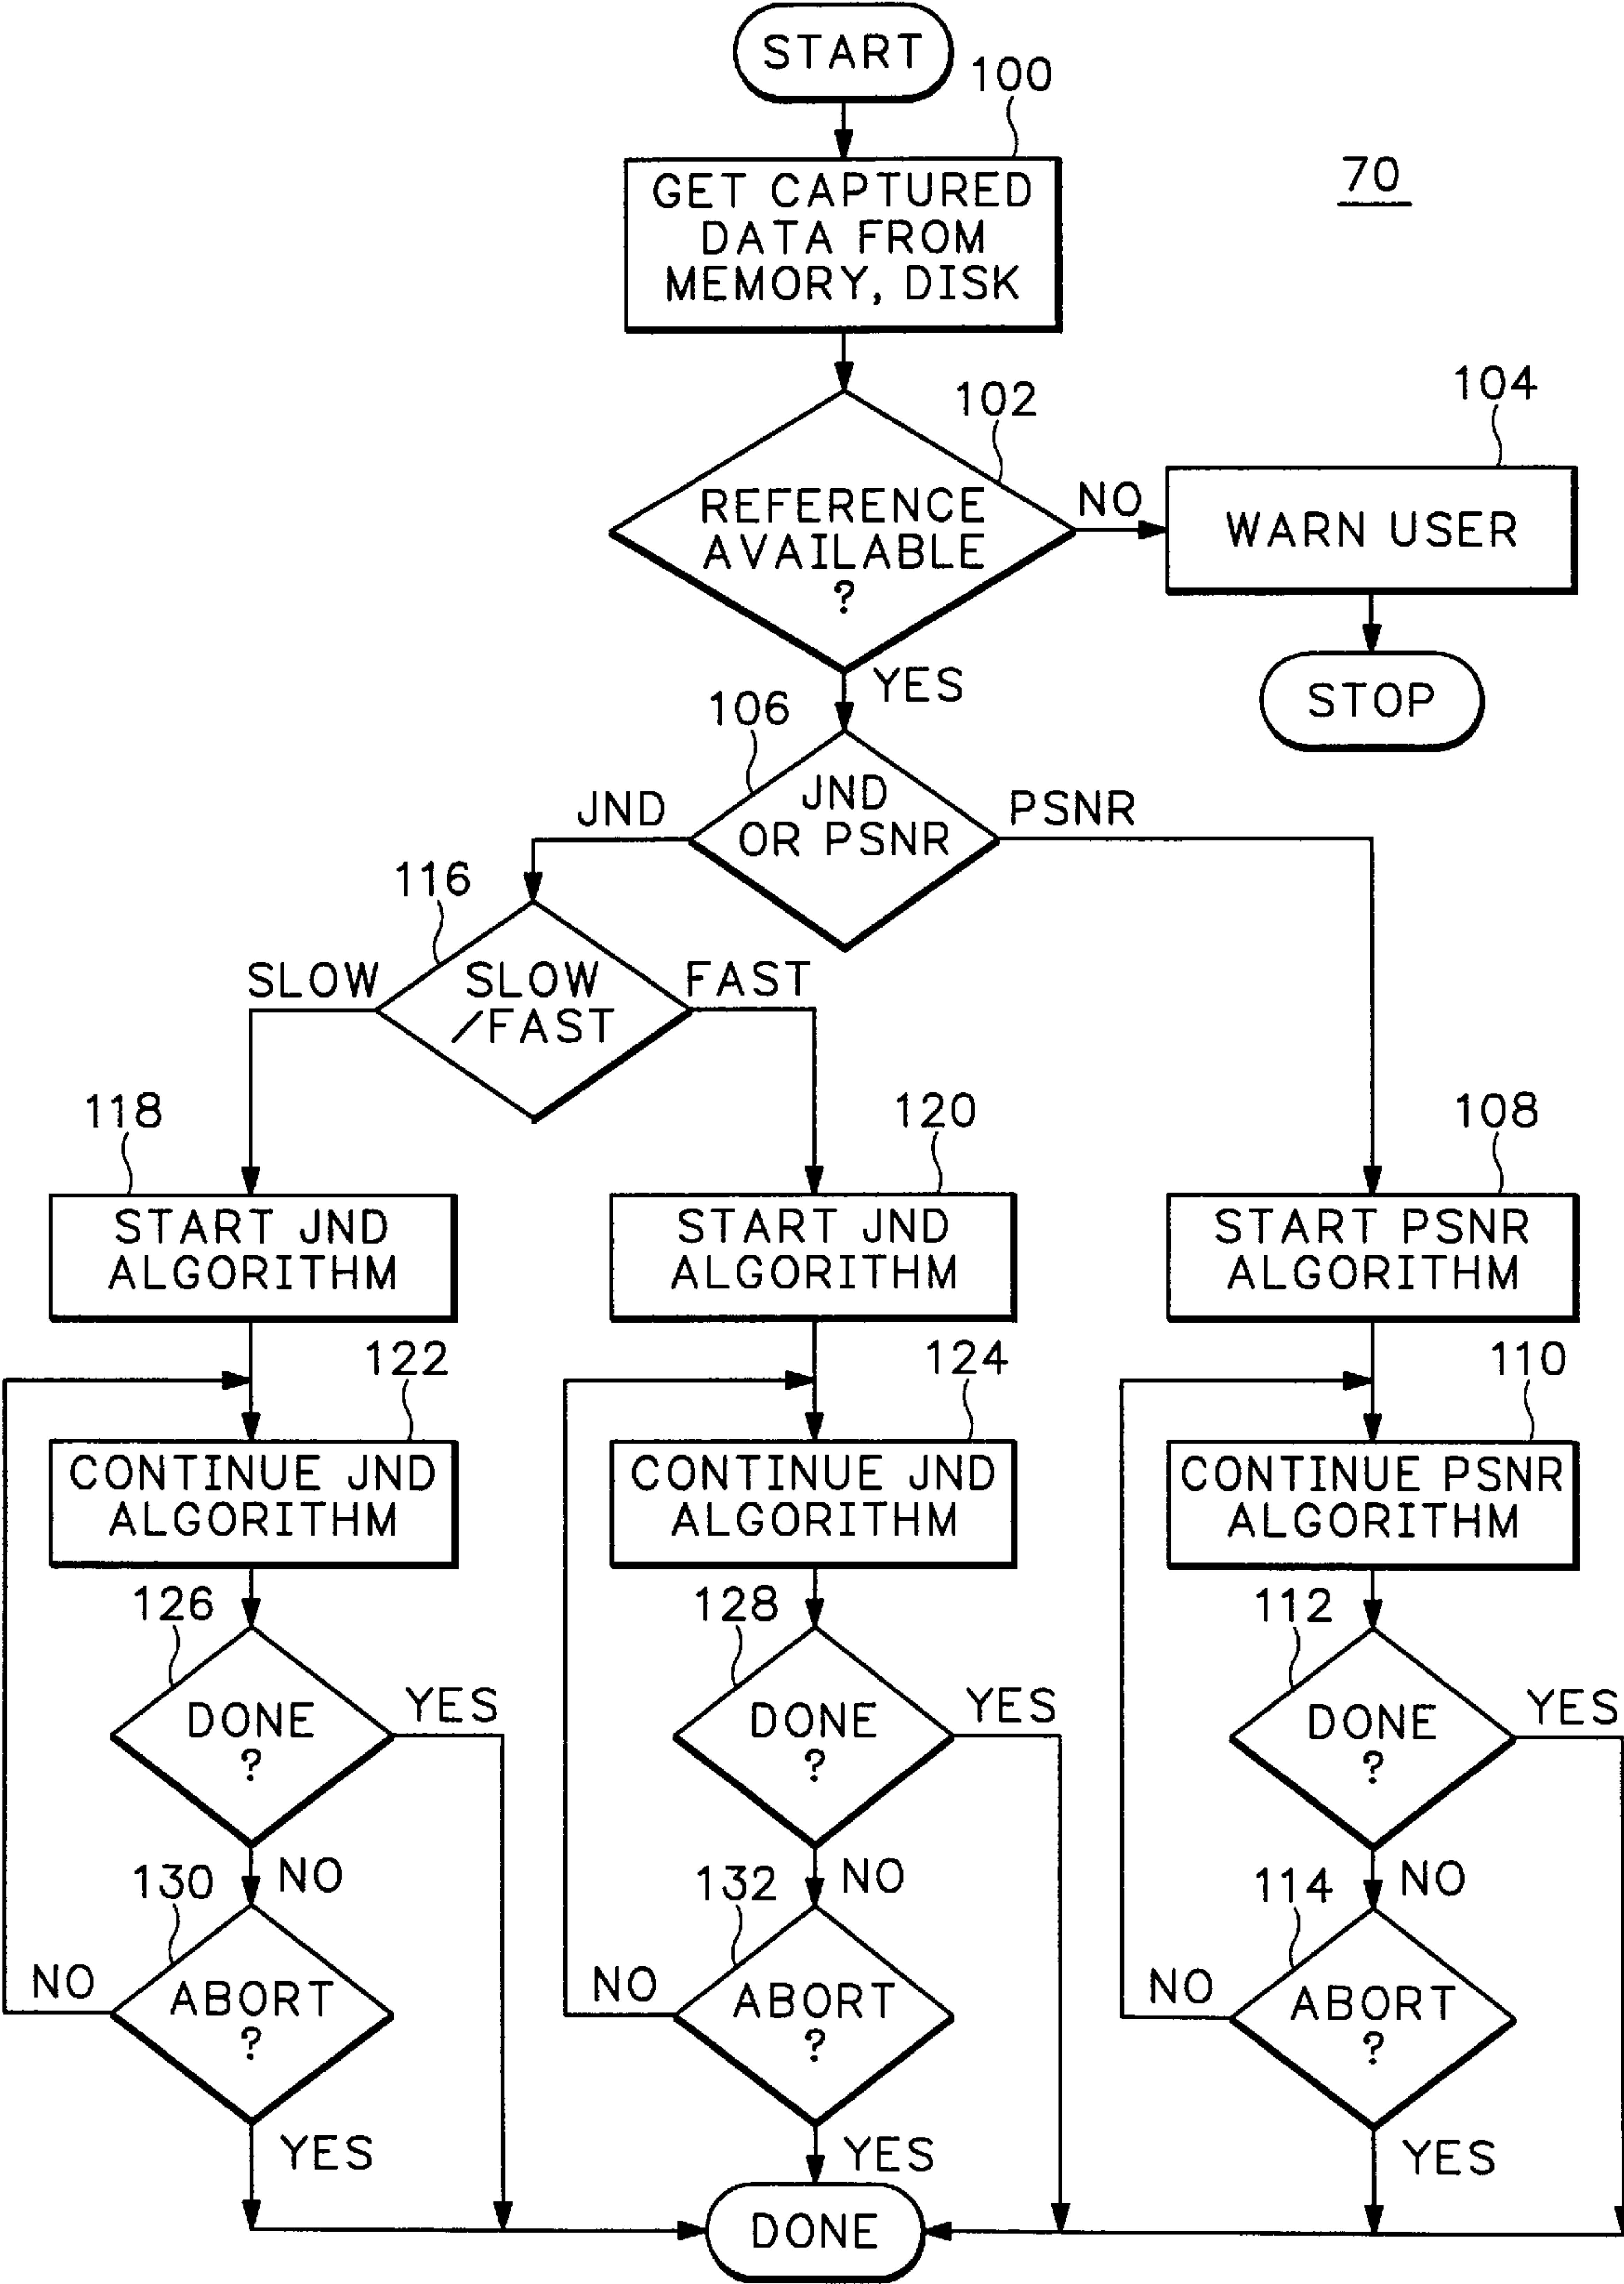 START
100
70
GET CAPTURED
DATA FROM
MEMORY, DISK
102
104
REFERENCE
AVAILABLE
?
NO
WARN USER
YES
STOP
106
JND
OR PSNR
JND
PSNR
116
SLOW
/FAST
SLOW
FAST
118
120
108
START JND
ALGORITHM
START JND
ALGORITHM
START PSNR
ALGORITHM
122
124
110
CONTINUE JND
ALGORITHM
CONTINUE JND
ALGORITHM
CONTINUE PSNR
ALGORITHM
126
128
112
DONE
?
YES
DONE
?
YES
DONE
?
YES
NO
NO
NO
130
132
114
NO
ABORT
?
NO
ABORT
?
NO
ABORT
?
YES
YES
YES
DONE